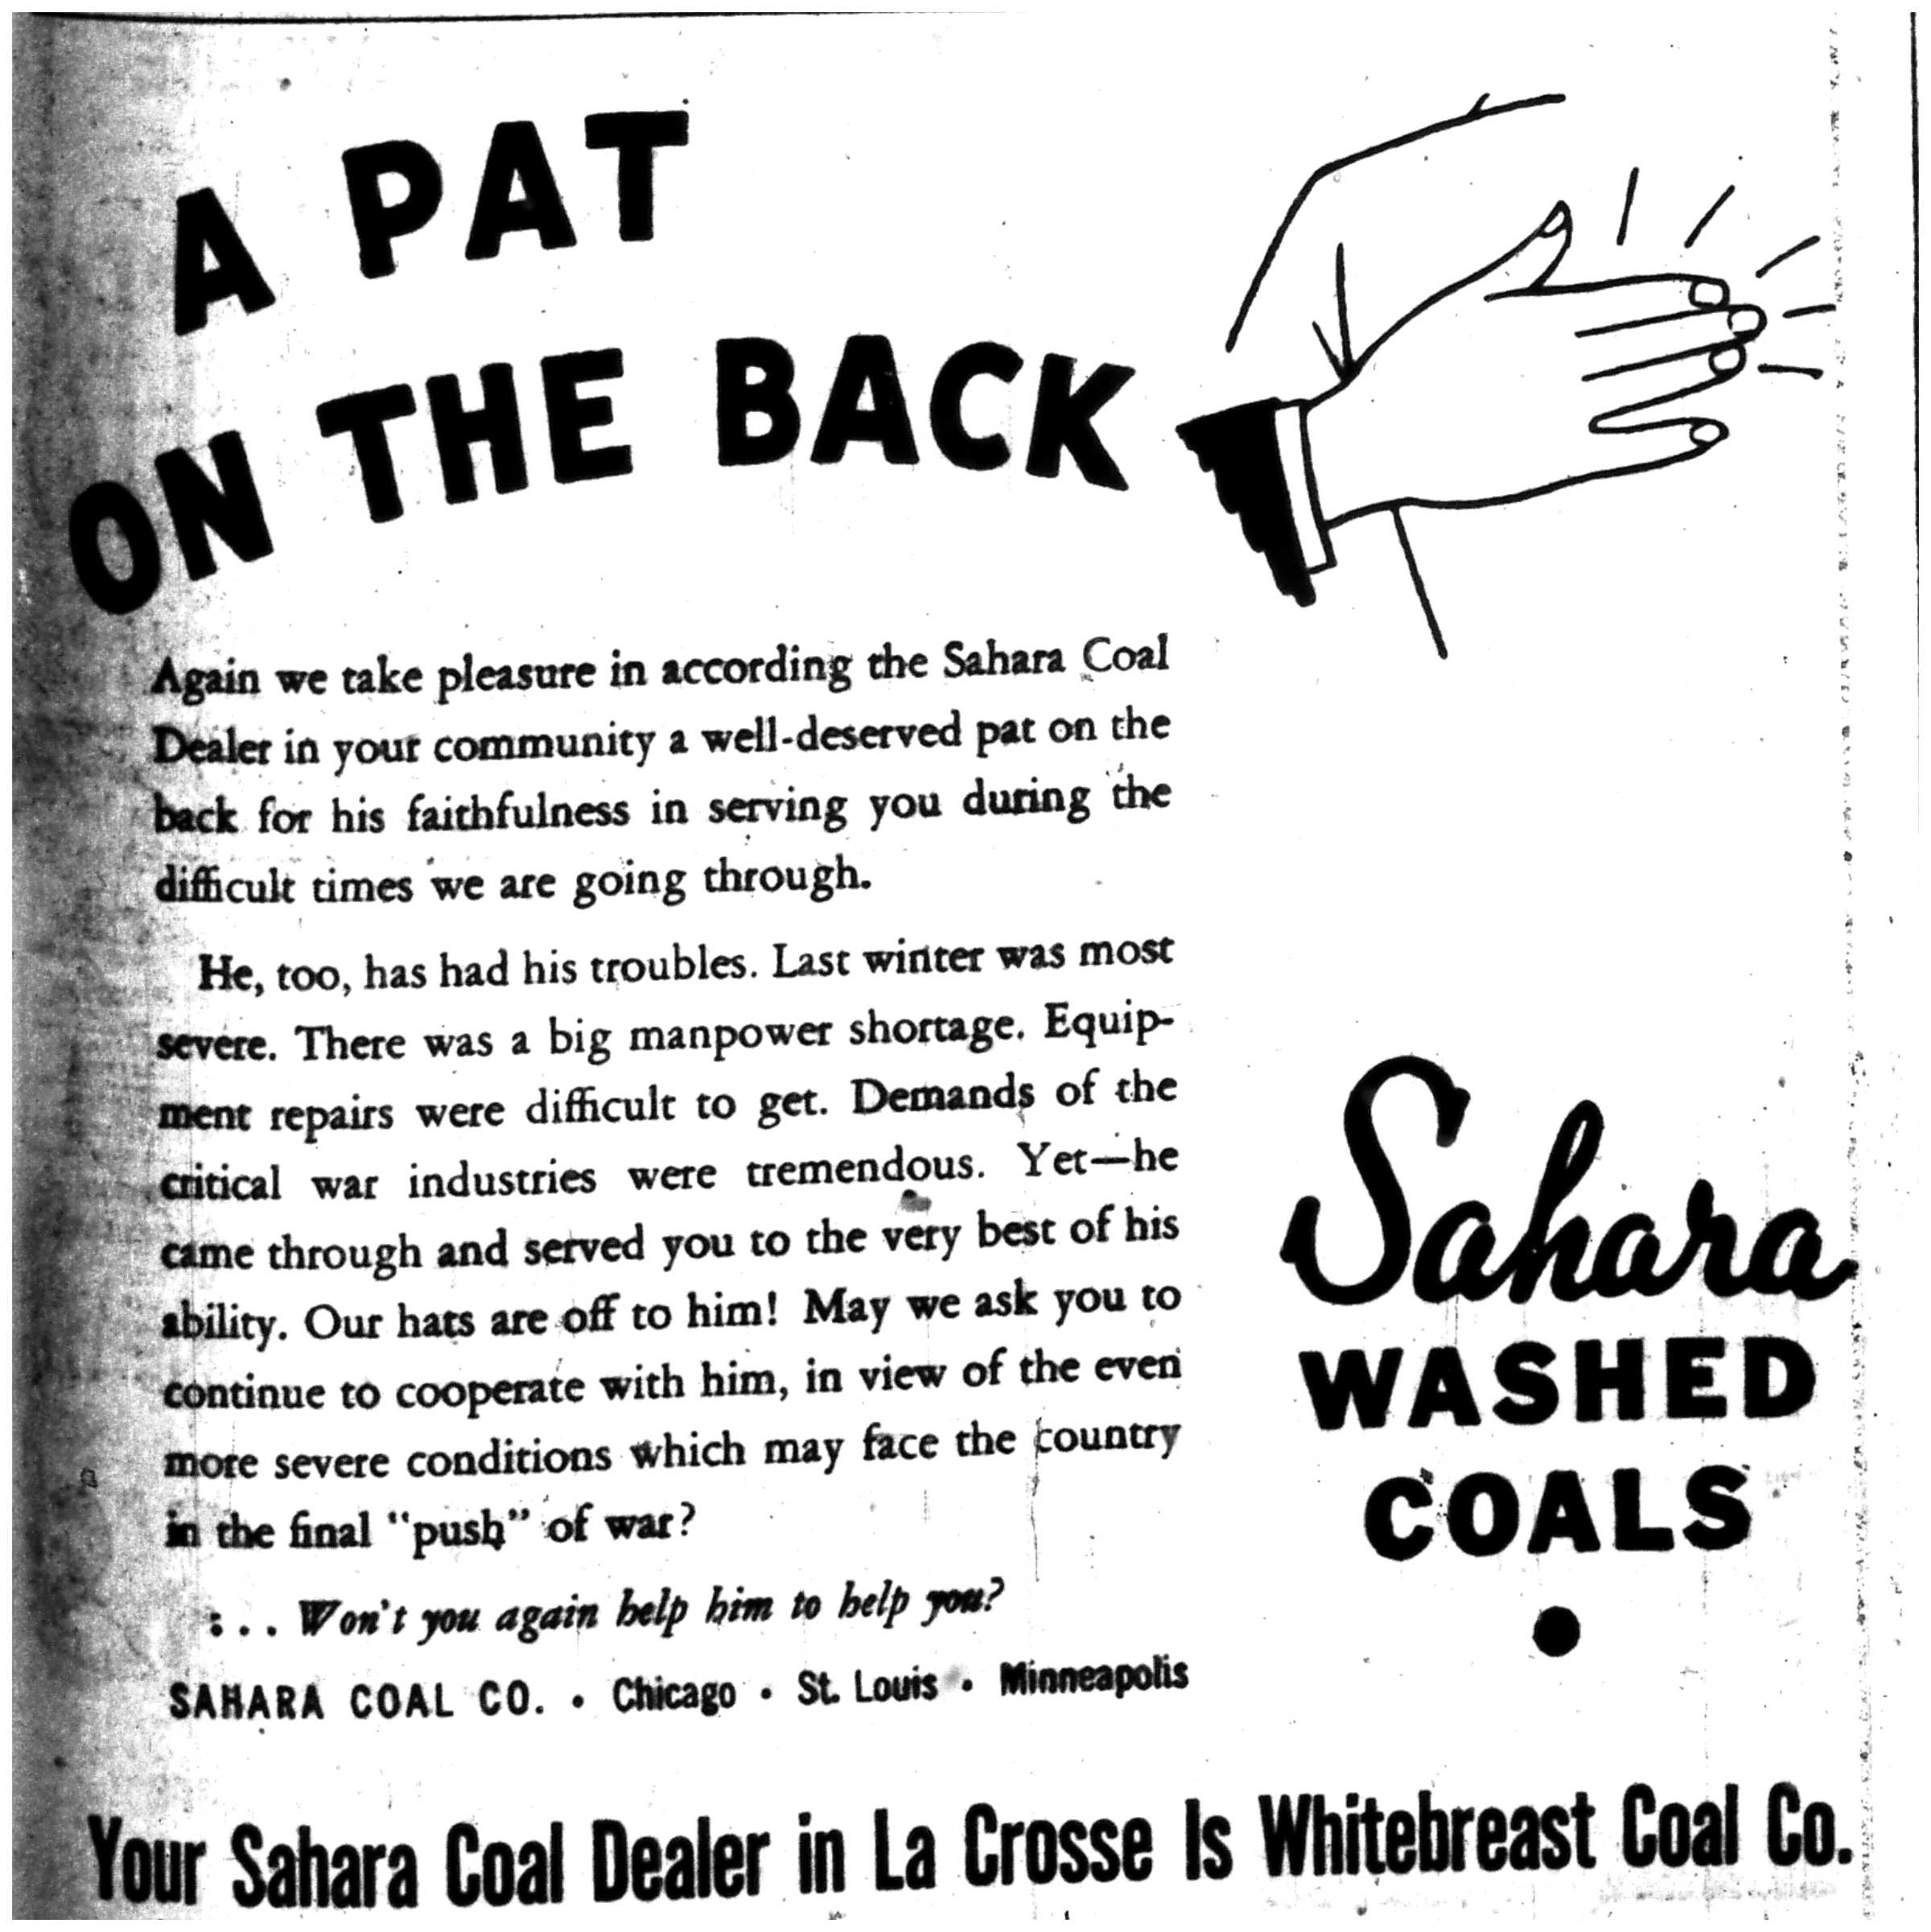 A PAT
ON THE BACK
Again we take pleasure in according the Sahara Coal
Dealer in your community a well-deserved pat on the
back for his faithfulness in serving you during the
difficult times we are going through.
He, too, has had his troubles. Last winter was most
severe. There was a big manpower shortage. Equip-
ment repairs were difficult to get. Demands of the
critical war industries were tremendous. Yet—he
came through and served you to the very best of his
ability. Our hats are off to him! May we ask you to
continue to cooperate with him, in view of the even
more severe conditions which may face the country
in the final "push" of war?
... Won't you again help him to help you?
SAHARA COAL CO. • Chicago • St. Louis • Minneapolis
Sahara
WASHED
COALS
•
Your Sahara Coal Dealer in La Crosse Is Whitebreast Coal Co.